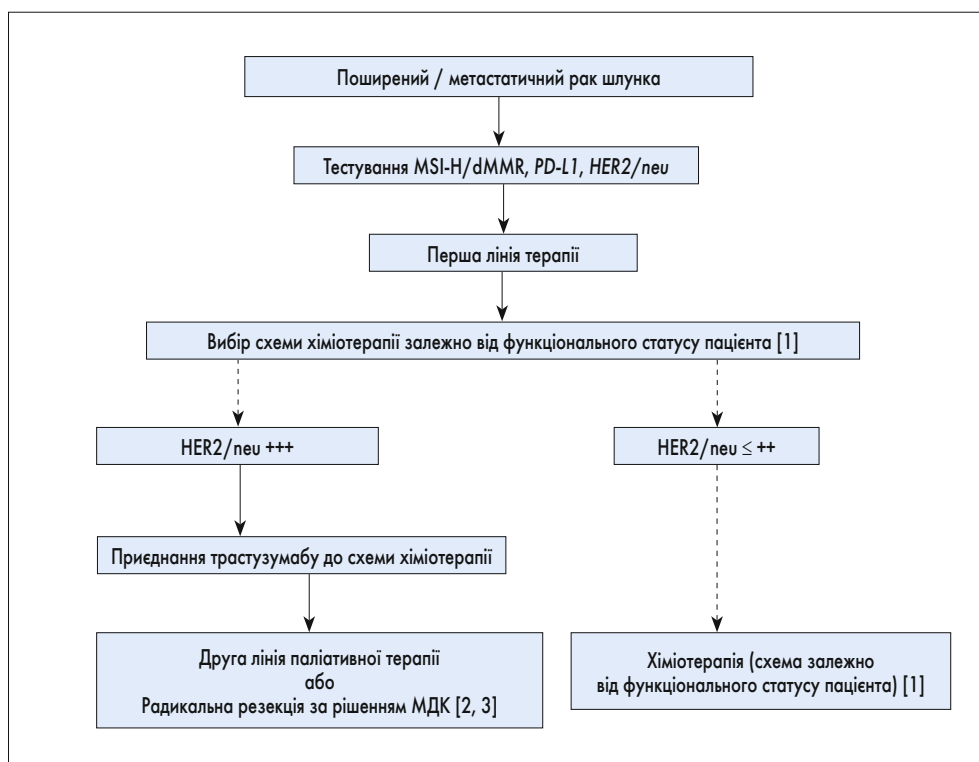 Поширений / метастатичний рак шлунка
Тестування MSI-H/dMMR, PD-L1, HER2/neu
Перша лінія терапії
Вибір схеми хіміотерапії залежно від функціонального статусу пацієнта [1]
HER2/neu +++
HER2/neu ≤ ++
Приєднання трастузумабу до схеми хіміотерапії
Друга лінія паліативної терапії
або
Радикальна резекція за рішенням МДК [2, 3]
Хіміотерапія (схема залежно
від функціонального статусу пацієнта) [1]